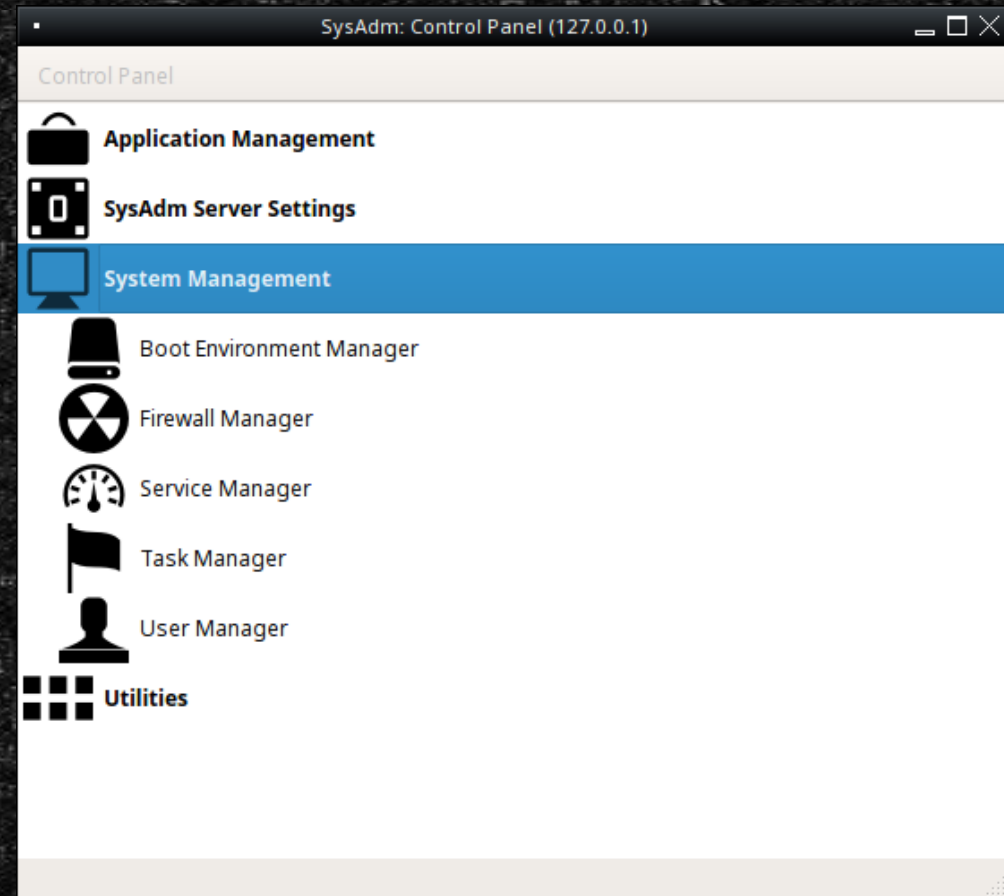 SysAdm: Control Panel (127.0.0.1)
Control Panel
Application Management
SysAdm Server Settings
System Management
Boot Environment Manager
Firewall Manager
Service Manager
Task Manager
User Manager
Utilities